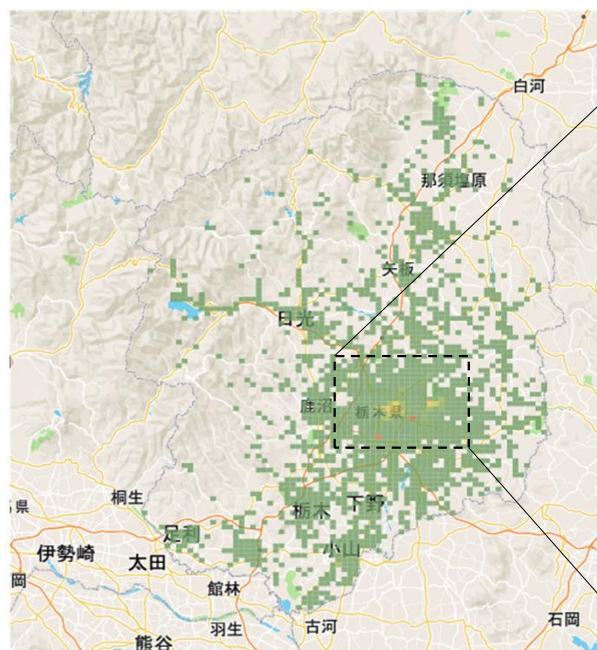 白河
那須塩原
矢板
日光
鹿沼
栃木県
桐生
県
栃木
下野
足利
伊勢崎
太田
小山
岡
館林
羽生
古河
石岡
熊谷